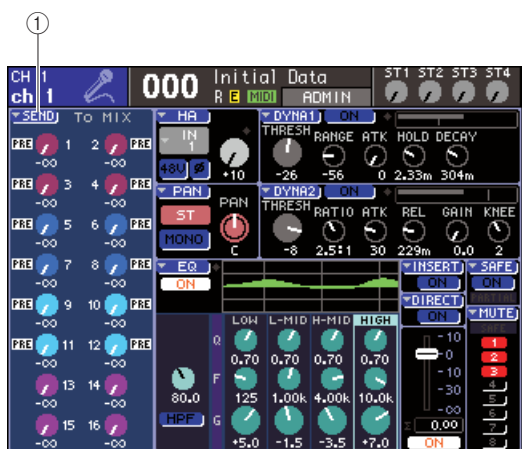 1
CH 1
ch 1
000
Initial Data
R E MIDI ADMIN
ST1 ST2 ST3 ST4
SEND To MIX
PRE 1 2 PRE
-∞ -∞
PRE 3 4 PRE
-∞ -∞
PRE 5 6 PRE
-∞ -∞
PRE 7 8 PRE
-∞ -∞
PRE 9 10 PRE
-∞ -∞
PRE 11 12 PRE
-∞ -∞
13 14
-∞ -∞
15 16
-∞ -∞
HA
IN
1
48V Ø
+10
DYNA1 ON
THRESH RANGE ATK HOLD DECAY
-26 -56 0 2.33m 304m
PAN
ST
MONO
PAN
C
DYNA2 ON
THRESH RATIO ATK REL GAIN KNEE
-8 2.5:1 30 229m 0.0 2
EQ
ON
LOW L-MID H-MID HIGH
Q
0.70 0.70 0.70 0.70
F
80.0 125 1.00k 4.00k 10.0k
HPF
G
+5.0 -1.5 -3.5 +7.0
INSERT
ON
DIRECT
ON
10
0
10
30
-∞
Σ 0.00
ON
SAFE
ON
PARTIAL
MUTE
SAFE
1
2
3
4
5
6
7
8